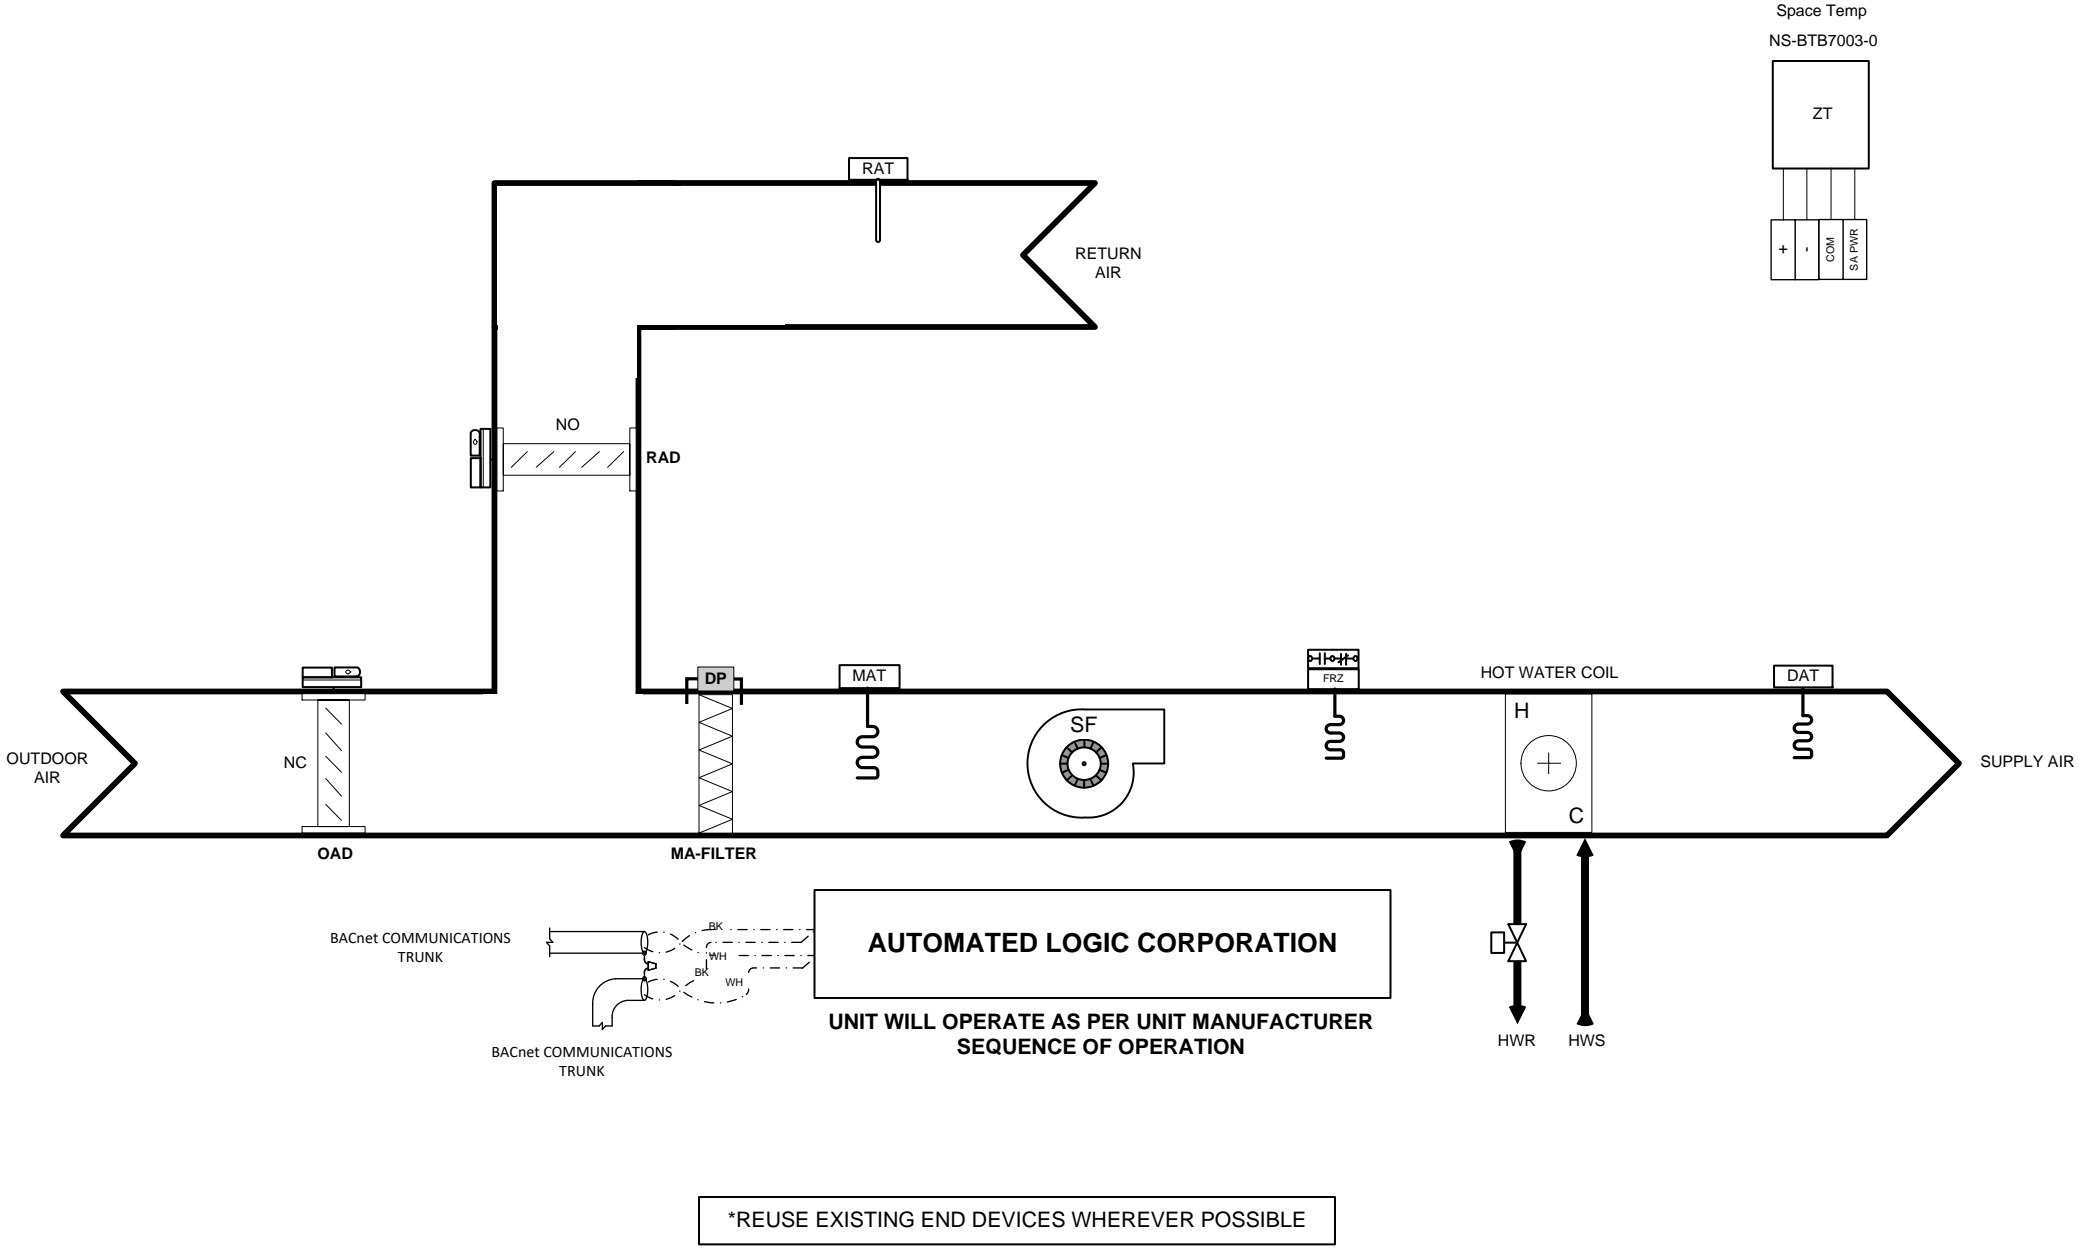 Space Temp
NS-BTB7003-0
ZT
+
-
COM
SA PWR
RAT
RETURN
AIR
NO
RAD
DP
MAT
FRZ
HOT WATER COIL
DAT
H
SF
OUTDOOR
AIR
NC
SUPPLY AIR
C
OAD
MA-FILTER
BACnet COMMUNICATIONS
TRUNK
BK
WH
BK
WH
AUTOMATED LOGIC CORPORATION
UNIT WILL OPERATE AS PER UNIT MANUFACTURER
SEQUENCE OF OPERATION
HWR
HWS
BACnet COMMUNICATIONS
TRUNK
*REUSE EXISTING END DEVICES WHEREVER POSSIBLE